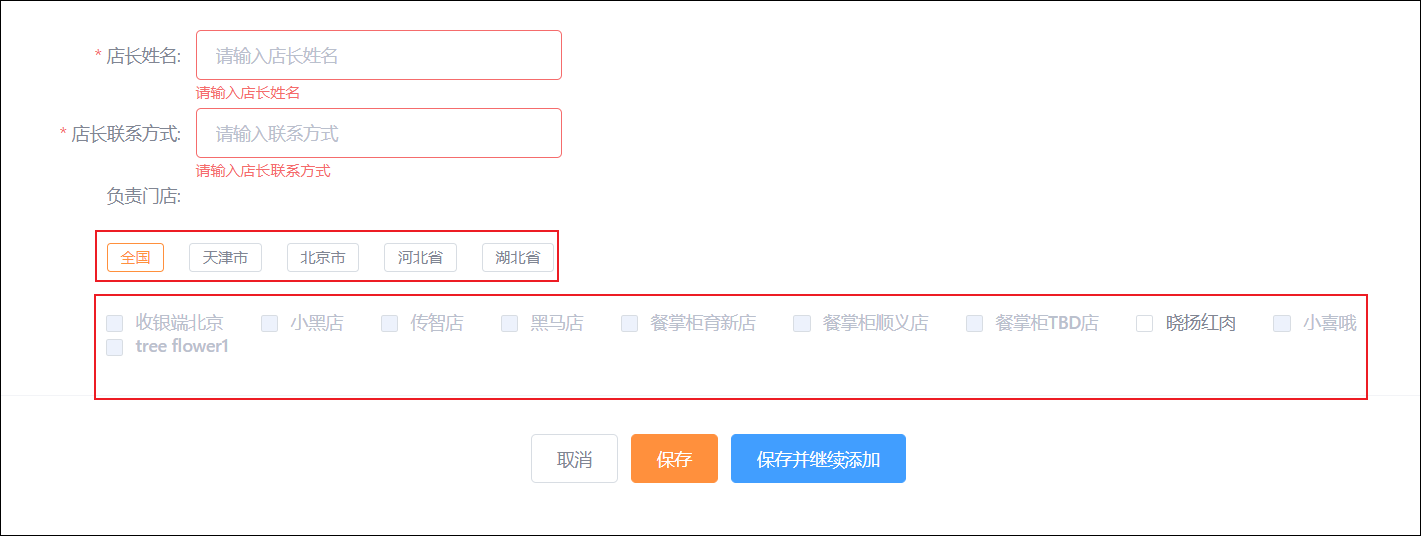 * 店长姓名: 请输入店长姓名
请输入店长姓名
* 店长联系方式: 请输入联系方式
请输入店长联系方式
负责门店:
全国 天津市 北京市 河北省 湖北省
收银端北京 小黑店 传智店 黑马店 餐掌柜育新店 餐掌柜顺义店 餐掌柜TBD店 晓扬红肉 小喜哦
tree flower1
取消 保存 保存并继续添加